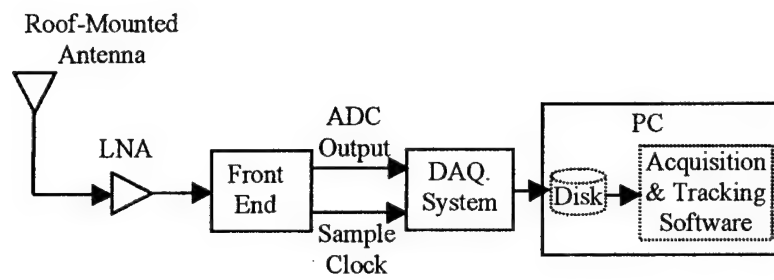 Roof-Mounted
Antenna
LNA
Front
End
ADC
Output
Sample
Clock
DAQ.
System
PC
Disk
Acquisition
& Tracking
Software